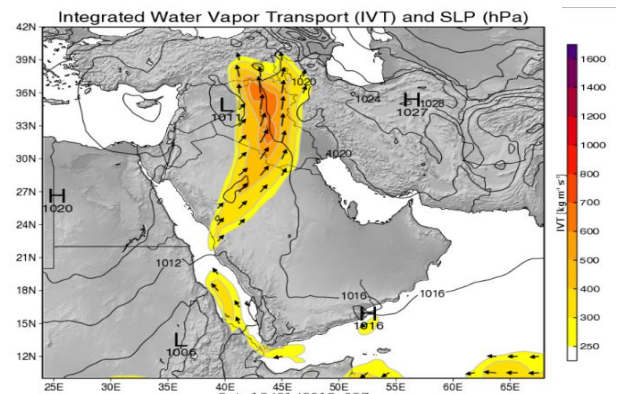 Integrated Water Vapor Transport (IVT) and SLP (hPa)
42N
39N
36N
33N
30N
27N
24N
21N
18N
15N
12N
25E 30E 35E 40E 45E 50E 55E 60E 65E
1020
L
1011
1024
H
1027
1028
1020
H
1020
1012
1016
1016
H
1016
L
1006
1600
1400
1200
1000
800
700
600
500
400
300
250
IVT [kg m⁻¹ s⁻¹]